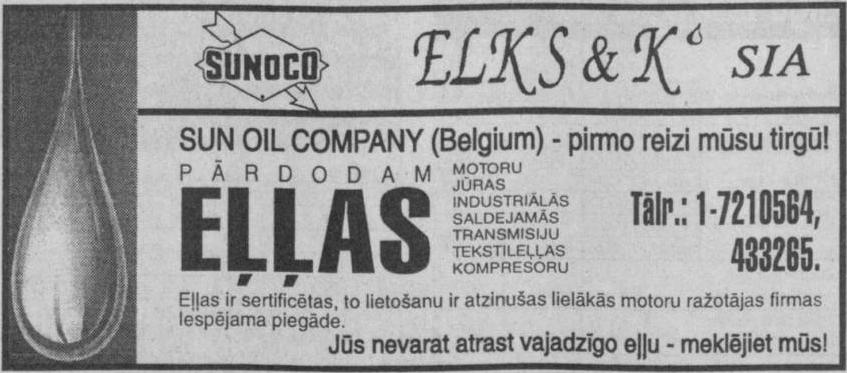 SUNOCO
ELKS & K° SIA
SUN OIL COMPANY (Belgium) - pirmo reizi mūsu tirgū!
PĀRDODAM
EĻĻAS
MOTORU
JŪRAS
INDUSTRIĀLĀS
SALDEJAMĀS
TRANSMISIJU
TEKSTILEĻĻAS
KOMPRESORU
Tālr.: 1-7210564,
433265.
Eļļas ir sertificētas, to lietošanu ir atzinušas lielākās motoru ražotājas firmas
Iespējama piegāde.
Jūs nevarat atrast vajadzīgo eļļu - meklējiet mūs!